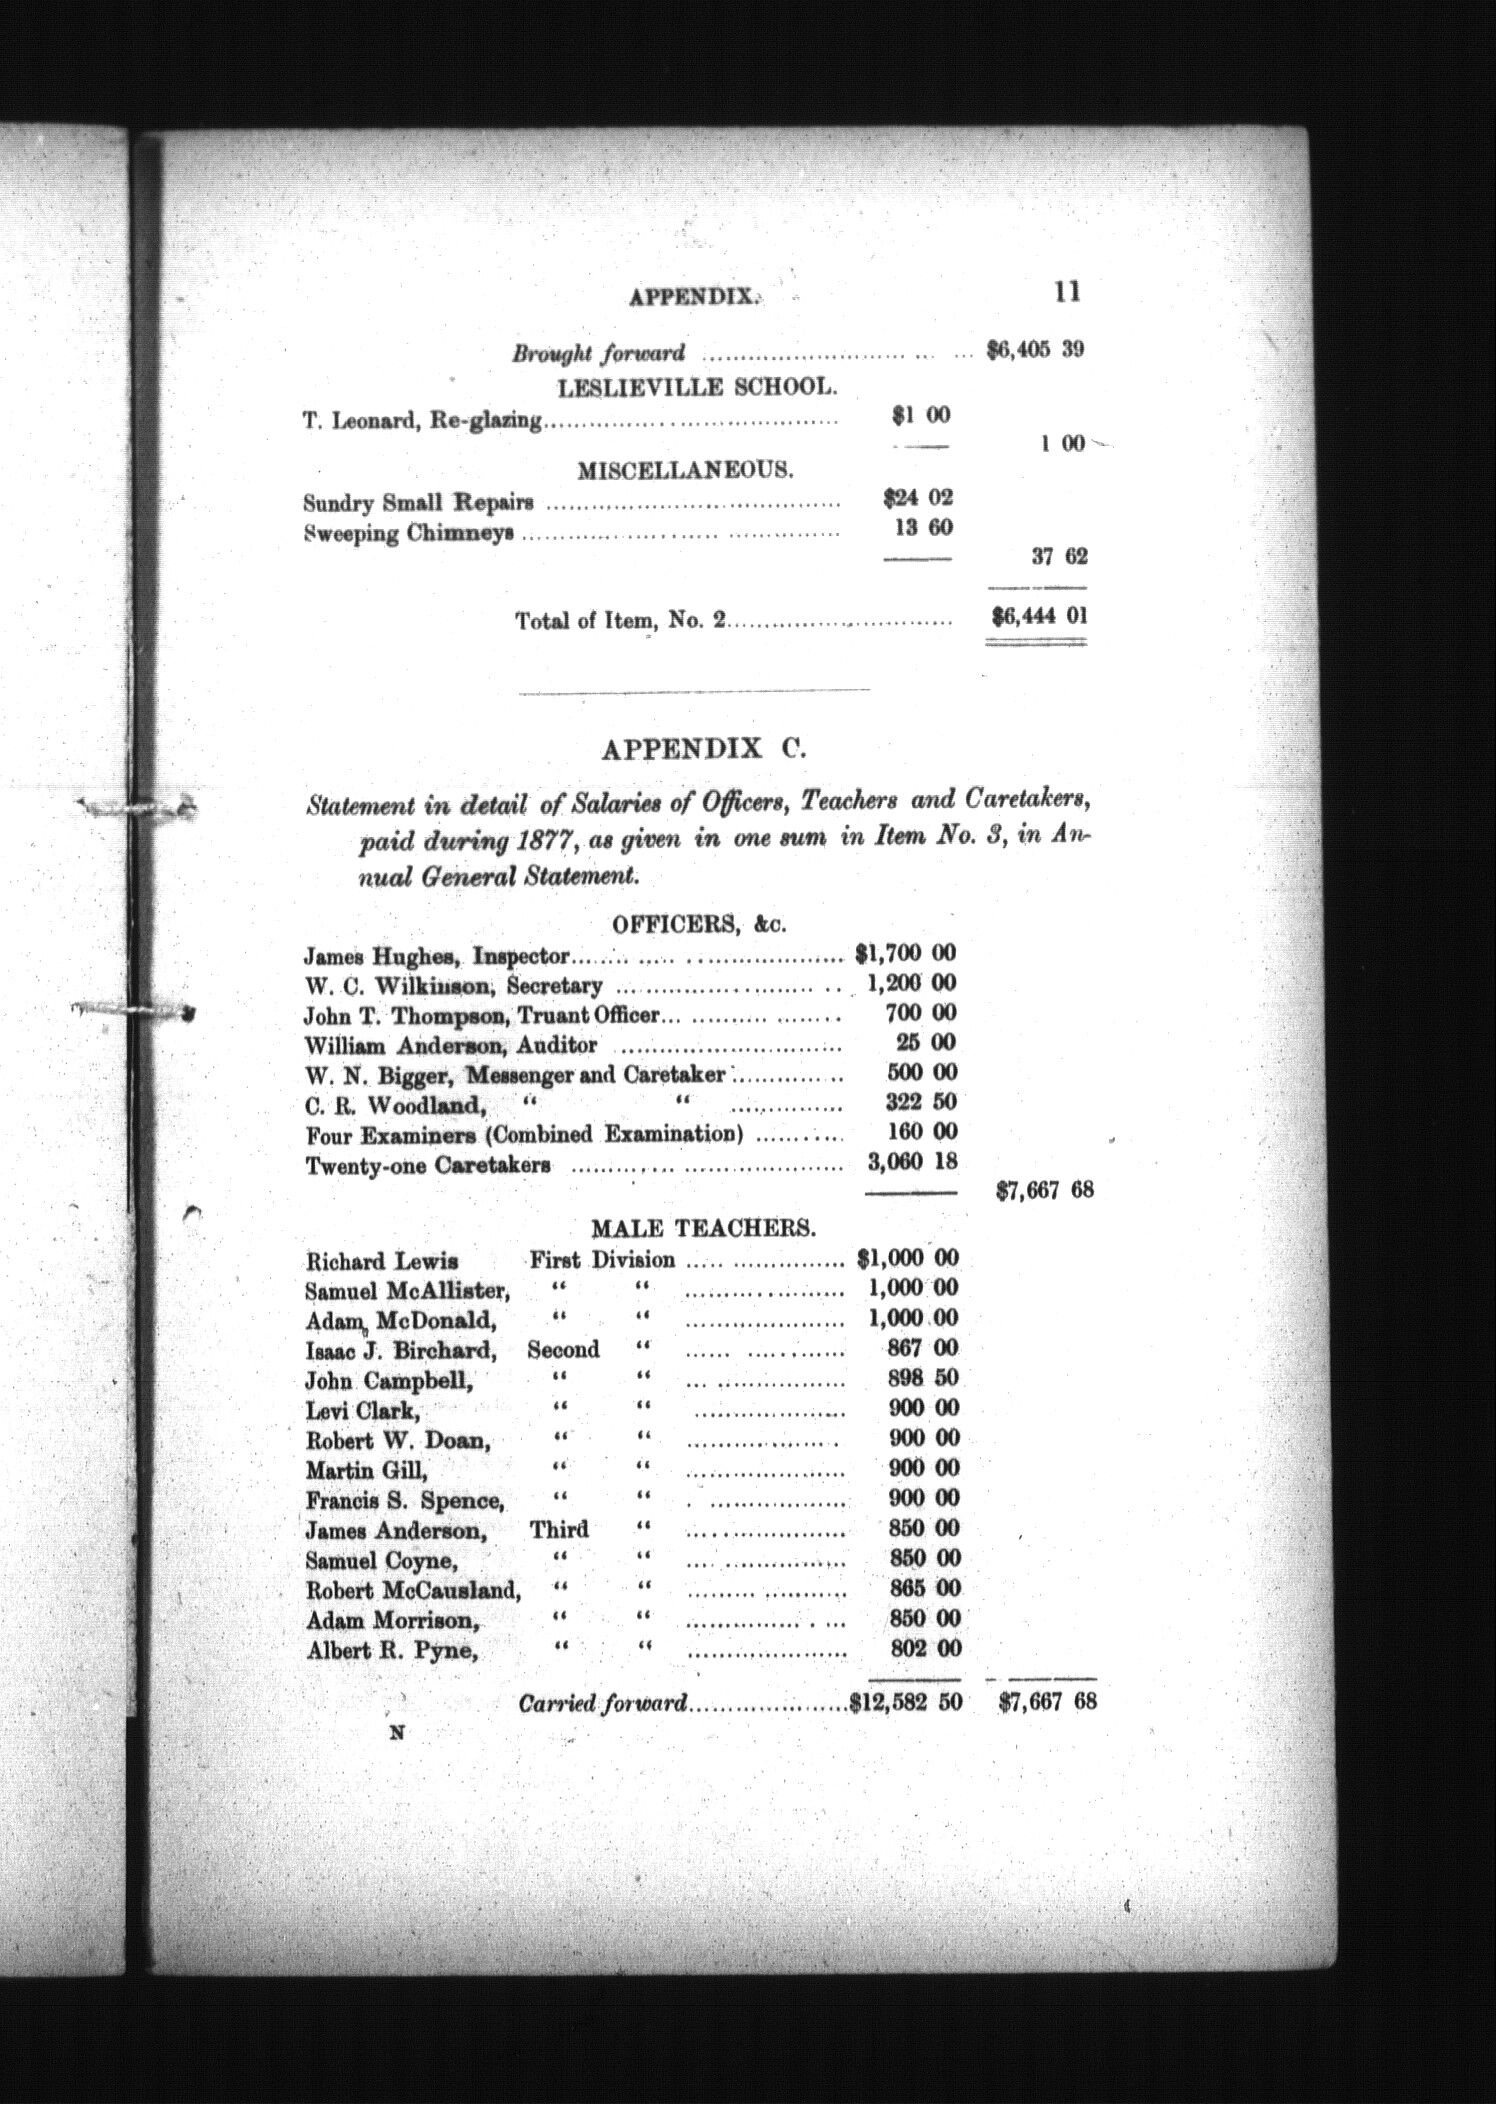 APPENDIX. 11
Brought forward ........................... $6,405 39
LESLIEVILLE SCHOOL.
T. Leonard, Re-glazing.................................... $1 00
1 00
MISCELLANEOUS.
Sundry Small Repairs .................................... $24 02
Sweeping Chimneys .................................... 13 60
37 62
Total of Item, No. 2............................ $6,444 01
APPENDIX C.
Statement in detail of Salaries of Officers, Teachers and Caretakers,
paid during 1877, as given in one sum in Item No. 3, in An-
nual General Statement.
OFFICERS, &c.
James Hughes, Inspector.................................... $1,700 00
W. C. Wilkinson, Secretary .............................. 1,200 00
John T. Thompson, Truant Officer........................ 700 00
William Anderson, Auditor ............................ 25 00
W. N. Bigger, Messenger and Caretaker .............. 500 00
C. R. Woodland, “ “ .............. 322 50
Four Examiners (Combined Examination) ........... 160 00
Twenty-one Caretakers .................................. 3,060 18
$7,667 68
MALE TEACHERS.
Richard Lewis First Division .................... $1,000 00
Samuel McAllister, “ “ .................... 1,000 00
Adam McDonald, “ “ .................... 1,000 00
Isaac J. Birchard, Second “ .................... 867 00
John Campbell, “ “ .................... 898 50
Levi Clark, “ “ .................... 900 00
Robert W. Doan, “ “ .................... 900 00
Martin Gill, “ “ .................... 900 00
Francis S. Spence, “ “ .................... 900 00
James Anderson, Third “ .................... 850 00
Samuel Coyne, “ “ .................... 850 00
Robert McCausland, “ “ .................... 865 00
Adam Morrison, “ “ .................... 850 00
Albert R. Pyne, “ “ .................... 802 00
Carried forward.....................$12,582 50 $7,667 68
N